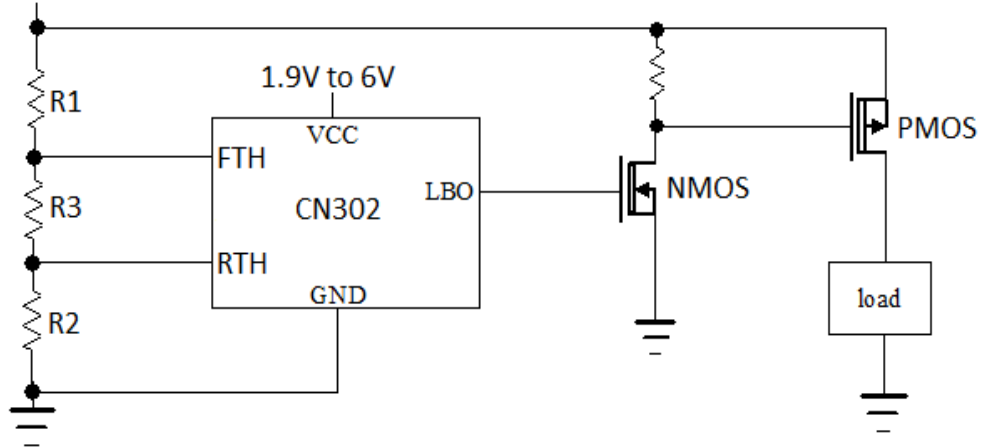 R1
1.9V to 6V
VCC
FTH
PMOS
LBO
NMOS
R3
CN302
RTH
GND
R2
load